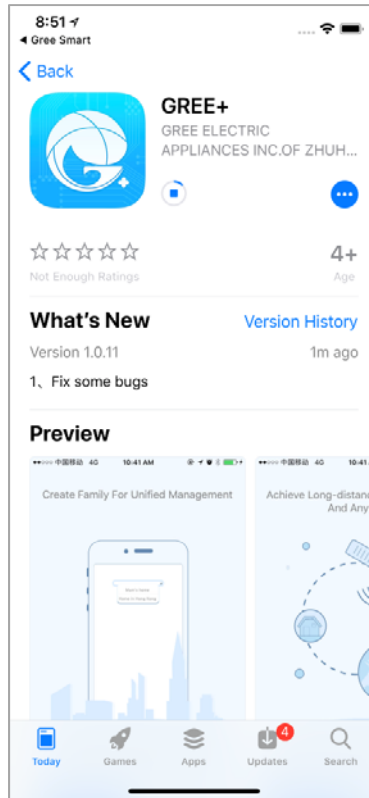 8:51
◀ Gree Smart
Back
GREE+
GREE ELECTRIC
APPLIANCES INC.OF ZHUH...
Not Enough Ratings
4+
Age
What's New
Version History
Version 1.0.11
1m ago
1、Fix some bugs
Preview
中国移动 4G 10:41 AM
中国移动 4G 10:41
Create Family For Unified Management
Achieve Long-distanc
And Any
4
Today
Games
Apps
Updates
Search